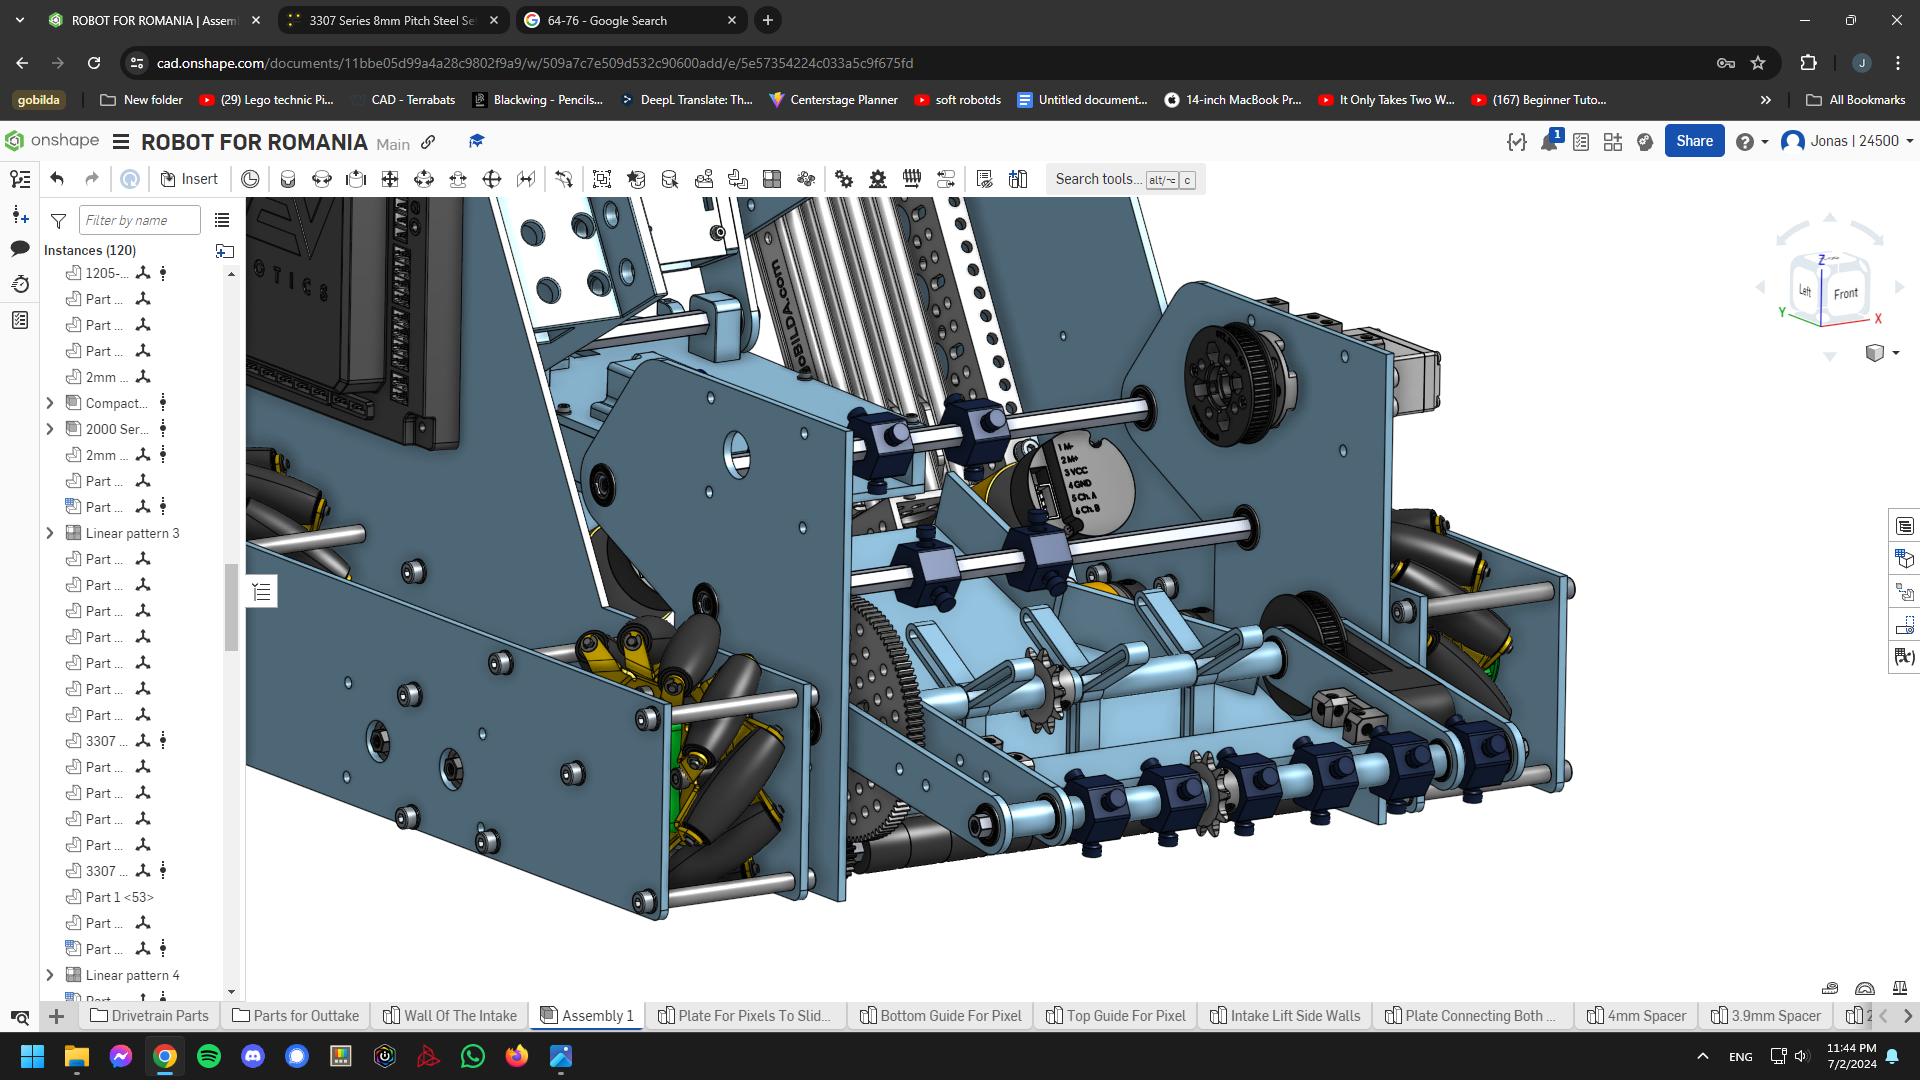 ROBOT FOR ROMANIA | Assem
3307 Series 8mm Pitch Steel Se
64-76 - Google Search
cad.onshape.com/documents/11bbe05d99a4a28c9802f9a9/w/509a7c7e509d532c90600add/e/5e57354224c033a5c9f675fd
J
gobilda
New folder
(29) Lego technic Pi...
CAD - Terrabats
Blackwing - Pencils...
DeepL Translate: Th...
Centerstage Planner
soft robotds
Untitled document...
14-inch MacBook Pr...
It Only Takes Two W...
(167) Beginner Tuto...
All Bookmarks
onshape
ROBOT FOR ROMANIA Main
1
Share
Jonas | 24500
Insert
Search tools... alt/⌥ c
Filter by name
Instances (120)
1205-...
Part ...
Part ...
Part ...
2mm ...
Compact...
2000 Ser...
2mm ...
Part ...
Part ...
Linear pattern 3
Part ...
Part ...
Part ...
Part ...
Part ...
Part ...
Part ...
3307 ...
Part ...
Part ...
Part ...
Part ...
3307 ...
Part 1 <53>
Part ...
Part ...
Linear pattern 4
Part ...
OTICS
goBILDA.com
1 M-
2 M+
3 VCC
4 GND
5 Ch. A
6 Ch. B
Z
Left
Front
Y
X
Drivetrain Parts
Parts for Outtake
Wall Of The Intake
Assembly 1
Plate For Pixels To Slid...
Bottom Guide For Pixel
Top Guide For Pixel
Intake Lift Side Walls
Plate Connecting Both ...
4mm Spacer
3.9mm Spacer
2
ENG
11:44 PM
7/2/2024